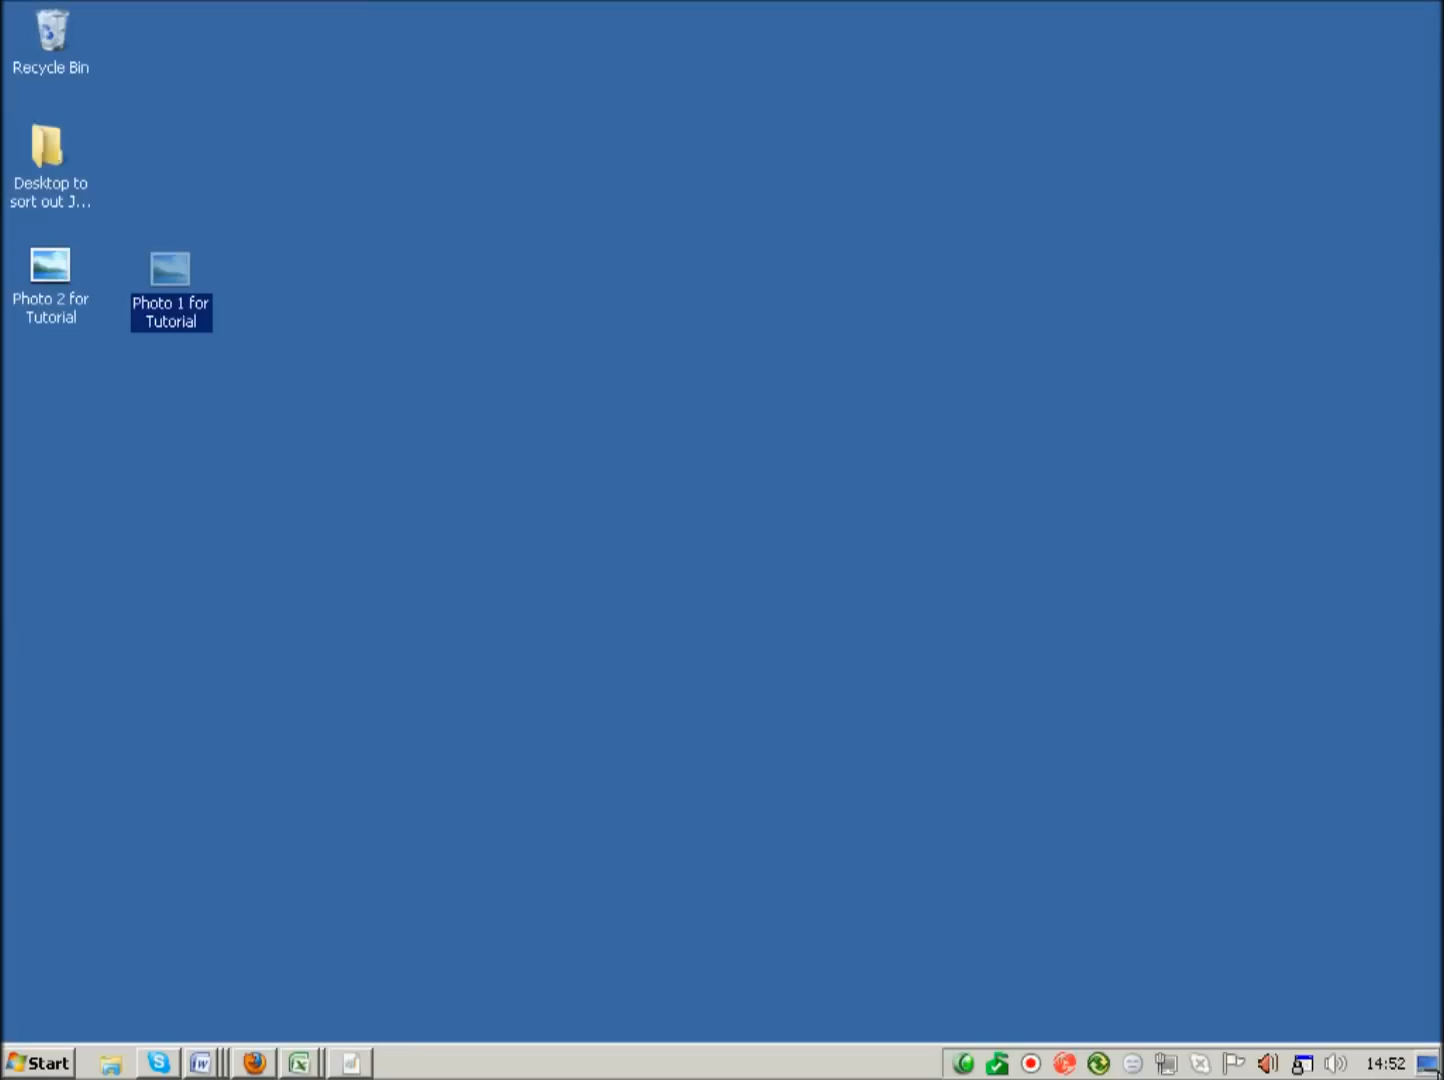 Recycle Bin
Desktop to
sort out J...
Photo 2 for
Tutorial
Photo 1 for
Tutorial
Start
14:52